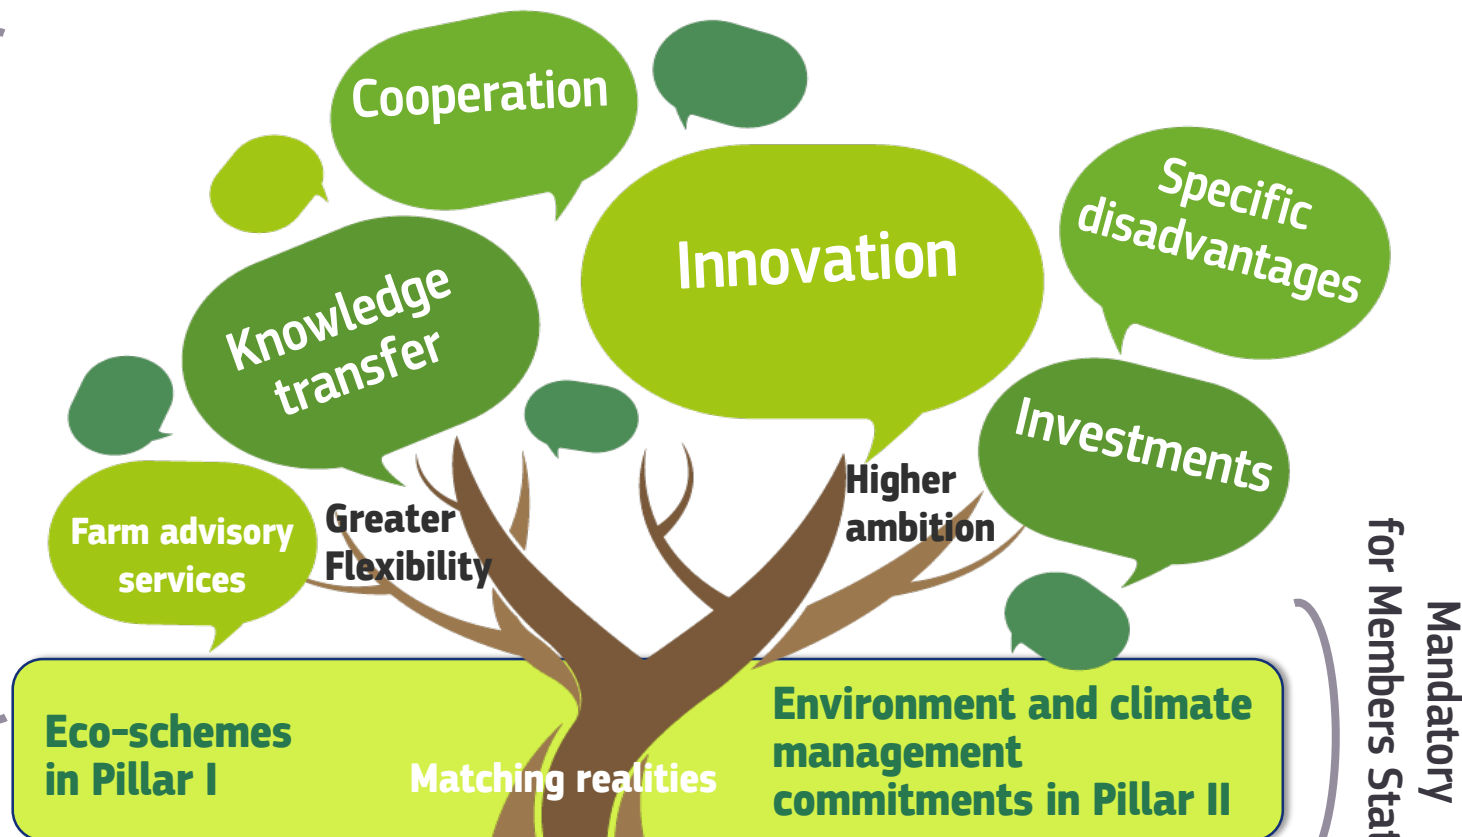 Cooperation
Specific
disadvantages
Innovation
Knowledge
transfer
Investments
Higher
ambition
Greater
Flexibility
Farm advisory
services
Mandatory
for Members
Eco-schemes
in Pillar I
Environment and climate
management
commitments in Pillar II
Matching realities